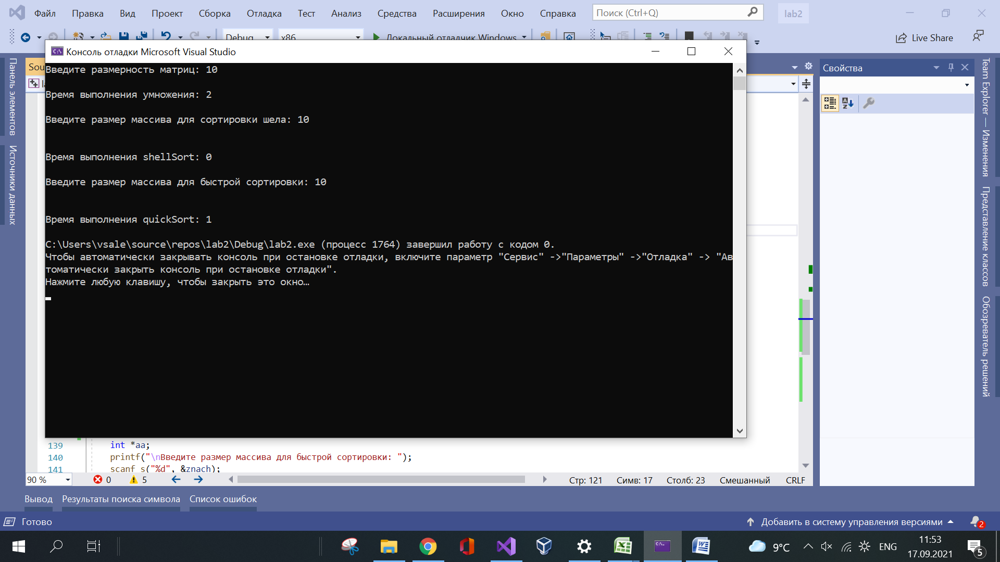 Файл Правка Вид Проект Сборка Отладка Тест Анализ Средства Расширения Окно Справка Поиск (Ctrl+Q) lab2
Debug x86 Локальный отладчик Windows Live Share
Консоль отладки Microsoft Visual Studio
Введите размерность матриц: 10
Время выполнения умножения: 2
Введите размер массива для сортировки шела: 10
Время выполнения shellSort: 0
Введите размер массива для быстрой сортировки: 10
Время выполнения quickSort: 1
C:\Users\vsale\source\repos\lab2\Debug\lab2.exe (процесс 1764) завершил работу с кодом 0.
Чтобы автоматически закрывать консоль при остановке отладки, включите параметр "Сервис" ->"Параметры" ->"Отладка" -> "Ав
томатически закрыть консоль при остановке отладки".
Нажмите любую клавишу, чтобы закрыть это окно…
Sou
Панель элементов
Источники данных
Свойства
Team Explorer — Изменения
Представление классов
Обозреватель решений
139 int *aa;
140 printf("\nВведите размер массива для быстрой сортировки: ");
141 scanf_s("%d", &znach);
90 % 0 5 Стр: 121 Симв: 17 Столб: 23 Смешанный CRLF
Вывод Результаты поиска символа Список ошибок
Готово Добавить в систему управления версиями 2
9°C ENG 11:53
17.09.2021 5